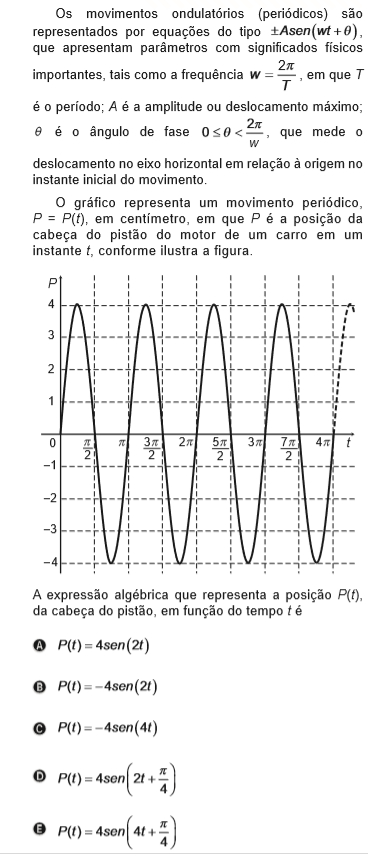 Os movimentos ondulatórios (periódicos) são
representados por equações do tipo ±Asen(wt+θ),
que apresentam parâmetros com significados físicos
importantes, tais como a frequência w = 2π/T, em que T
é o período; A é a amplitude ou deslocamento máximo;
θ é o ângulo de fase 0 ≤ θ < 2π/w, que mede o
deslocamento no eixo horizontal em relação à origem no
instante inicial do movimento.
O gráfico representa um movimento periódico,
P = P(t), em centímetro, em que P é a posição da
cabeça do pistão do motor de um carro em um
instante t, conforme ilustra a figura.
P
4
3
2
1
0 π/2 π 3π/2 2π 5π/2 3π 7π/2 4π t
−1
−2
−3
−4
A expressão algébrica que representa a posição P(t),
da cabeça do pistão, em função do tempo t é
A P(t) = 4sen(2t)
B P(t) = −4sen(2t)
C P(t) = −4sen(4t)
D P(t) = 4sen(2t + π/4)
E P(t) = 4sen(4t + π/4)